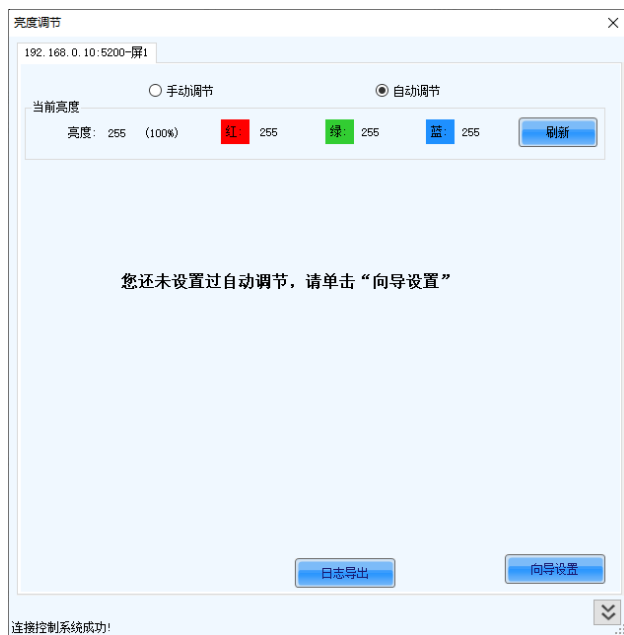 亮度调节
192.168.0.10:5200-屏1
手动调节 自动调节
当前亮度
亮度: 255 (100%) 红: 255 绿: 255 蓝: 255 刷新
您还未设置过自动调节，请单击“向导设置”
日志导出 向导设置
连接控制系统成功!